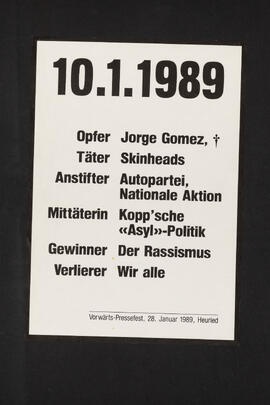 10.1.1989
Opfer Jorge Gomez, †
Täter Skinheads
Anstifter Autopartei,
Nationale Aktion
Mittäterin Kopp'sche
«Asyl»-Politik
Gewinner Der Rassismus
Verlierer Wir alle
Vorwärts-Pressefest, 28. Januar 1989, Heuried